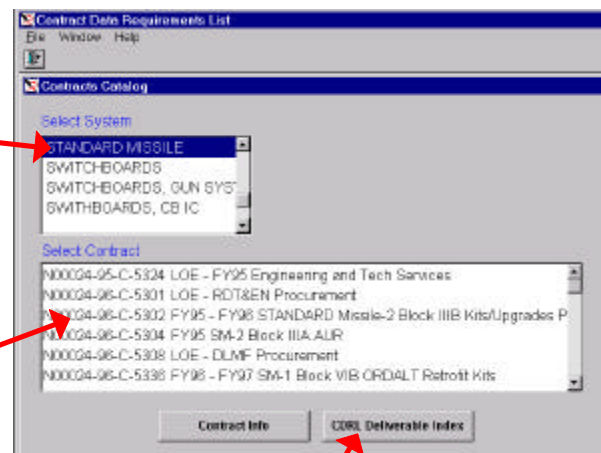 Contract Data Requirements List
File Window Help
Contracts Catalog
Select System
STANDARD MISSILE
SWITCHBOARDS
SWITCHBOARDS, GUN SYS
SWITHBOARDS, CB IC
Select Contract
N00024-95-C-5324 LOE - FY95 Engineering and Tech Services
N00024-96-C-5301 LOE - RDT&EN Procurement
N00024-96-C-5302 FY95 - FY96 STANDARD Missile-2 Block IIIB Kits/Upgrades P
N00024-96-C-5304 FY95 SM-2 Block IIIA AUR
N00024-96-C-5308 LOE - DLMF Procurement
N00024-96-C-5336 FY96 - FY97 SM-1 Block VIB ORDALT Retrofit Kits
Contract Info CDRL Deliverable Index